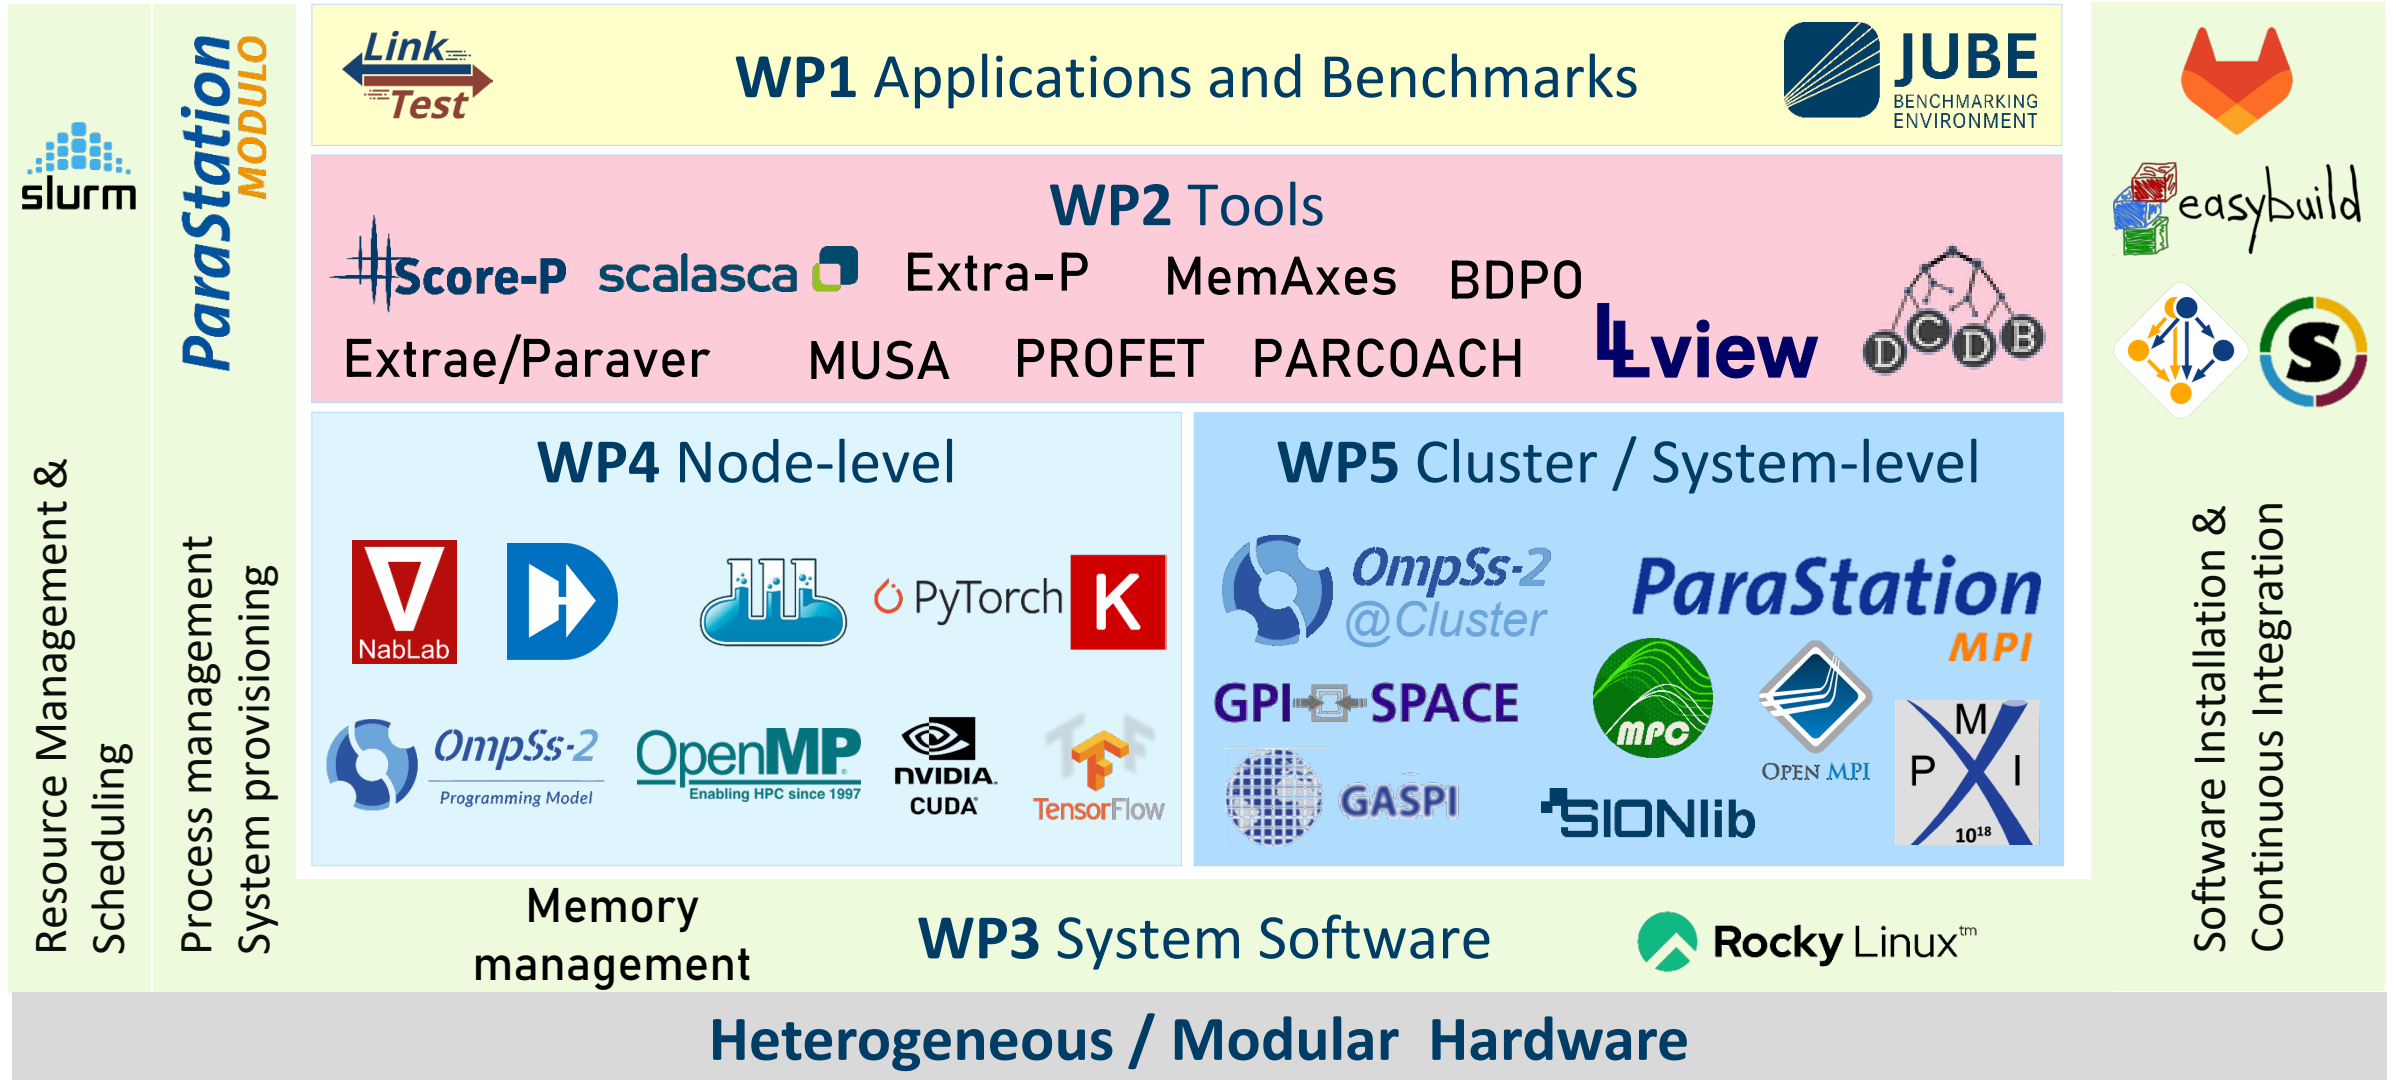 slurm
Resource Management &
Scheduling
ParaStation
MODULO
Process management
System provisioning
Link
Test
WP1 Applications and Benchmarks
JUBE
BENCHMARKING
ENVIRONMENT
WP2 Tools
Score-P
scalasca
Extra-P
MemAxes
BDPO
Extrae/Paraver
MUSA
PROFET
PARCOACH
LLview
DCDB
WP4 Node-level
NabLab
PyTorch
K
OmpSs-2
Programming Model
OpenMP
Enabling HPC since 1997
NVIDIA.
CUDA
TensorFlow
WP5 Cluster / System-level
OmpSs-2
@Cluster
ParaStation
MPI
GPI SPACE
MPC
OPEN MPI
GASPI
SIONlib
P M I
10¹⁸
easybuild
S
Software Installation &
Continuous Integration
Memory
management
WP3 System Software
Rocky Linux™
Heterogeneous / Modular Hardware